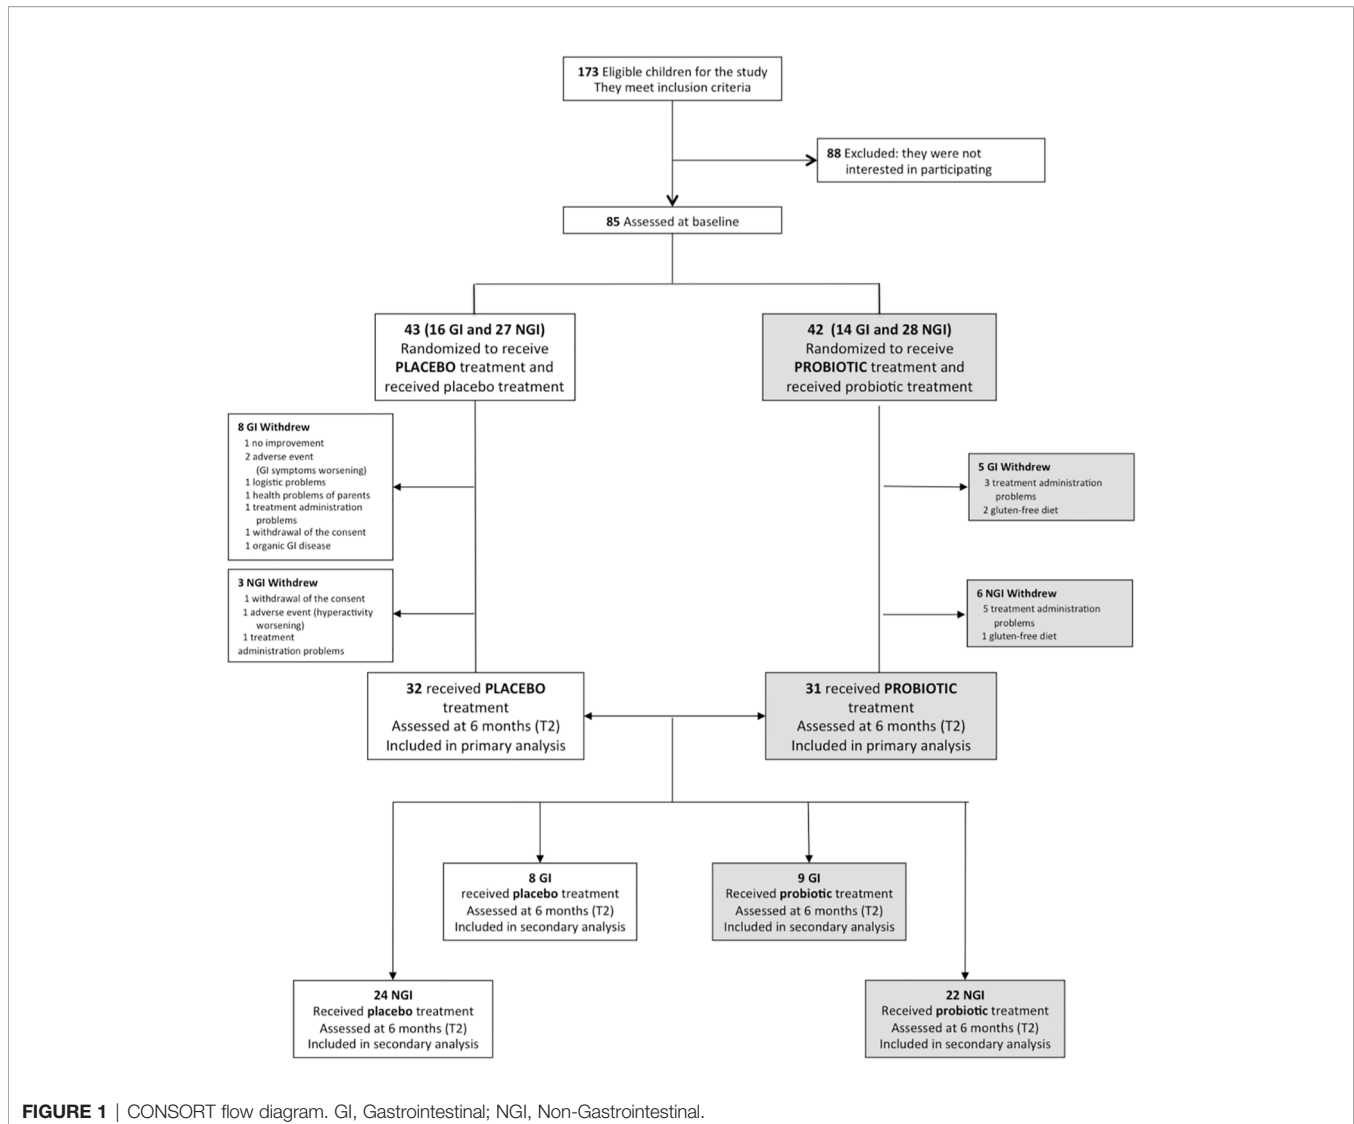 173 Eligible children for the study
They meet inclusion criteria
88 Excluded: they were not
interested in participating
85 Assessed at baseline
43 (16 GI and 27 NGI)
Randomized to receive
PLACEBO treatment and
received placebo treatment
42 (14 GI and 28 NGI)
Randomized to receive
PROBIOTIC treatment and
received probiotic treatment
8 GI Withdrew
1 no improvement
2 adverse event
(GI symptoms worsening)
1 logistic problems
1 health problems of parents
1 treatment administration
problems
1 withdrawal of the consent
1 organic GI disease
5 GI Withdrew
3 treatment administration
problems
2 gluten-free diet
3 NGI Withdrew
1 withdrawal of the consent
1 adverse event (hyperactivity
worsening)
1 treatment
administration problems
6 NGI Withdrew
5 treatment administration
problems
1 gluten-free diet
32 received PLACEBO
treatment
Assessed at 6 months (T2)
Included in primary analysis
31 received PROBIOTIC
treatment
Assessed at 6 months (T2)
Included in primary analysis
8 GI
received placebo treatment
Assessed at 6 months (T2)
Included in secondary analysis
9 GI
Received probiotic treatment
Assessed at 6 months (T2)
Included in secondary analysis
24 NGI
Received placebo treatment
Assessed at 6 months (T2)
Included in secondary analysis
22 NGI
Received probiotic treatment
Assessed at 6 months (T2)
Included in secondary analysis
FIGURE 1 | CONSORT flow diagram. GI, Gastrointestinal; NGI, Non-Gastrointestinal.